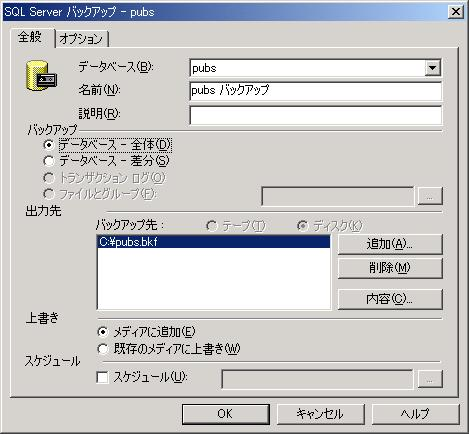 SQL Server バックアップ - pubs
全般 オプション
データベース(B): pubs
名前(N): pubs バックアップ
説明(R):
バックアップ
データベース - 全体(D)
データベース - 差分(S)
トランザクション ログ(O)
ファイルとグループ(F): ...
出力先
バックアップ先: テープ(T) ディスク(K)
C:¥pubs.bkf 追加(A)...
削除(M)
内容(C)...
上書き
メディアに追加(E)
既存のメディアに上書き(W)
スケジュール
スケジュール(U): ...
OK キャンセル ヘルプ